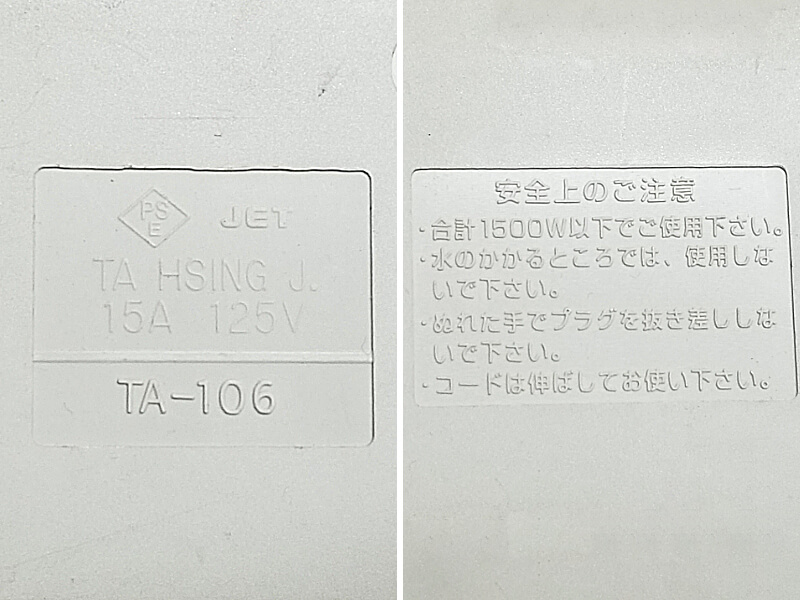 PS
E
JET
TA HSING J.
15A 125V
TA-106
安全上のご注意
・合計1500W以下でご使用下さい。
・水のかかるところでは、使用しな
いで下さい。
・ぬれた手でプラグを抜き差ししな
いで下さい。
・コードは伸ばしてお使い下さい。